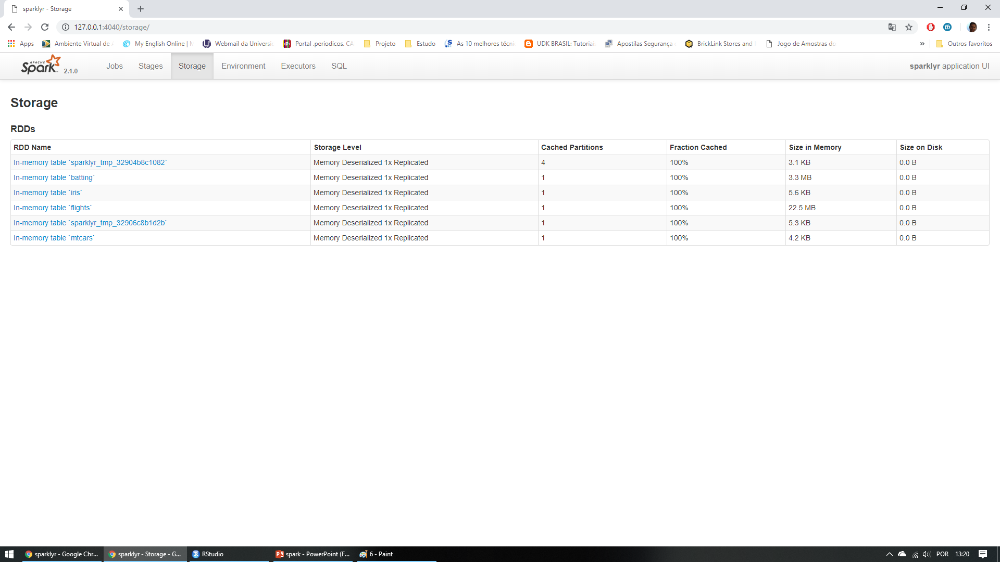 sparklyr - Storage
127.0.0.1:4040/storage/
Apps Ambiente Virtual de My English Online | Webmail da Universi Portal .periodicos. CA Projeto Estudo As 10 melhores técni UDK BRASIL: Tutoriai Apostilas Segurança BrickLink Stores and Jogo de Amostras do » Outros favoritos
APACHE Spark 2.1.0 Jobs Stages Storage Environment Executors SQL sparklyr application UI
Storage
RDDs
RDD Name Storage Level Cached Partitions Fraction Cached Size in Memory Size on Disk
In-memory table `sparklyr_tmp_32904b8c1082` Memory Deserialized 1x Replicated 4 100% 3.1 KB 0.0 B
In-memory table `batting` Memory Deserialized 1x Replicated 1 100% 3.3 MB 0.0 B
In-memory table `iris` Memory Deserialized 1x Replicated 1 100% 5.6 KB 0.0 B
In-memory table `flights` Memory Deserialized 1x Replicated 1 100% 22.5 MB 0.0 B
In-memory table `sparklyr_tmp_32906c8b1d2b` Memory Deserialized 1x Replicated 1 100% 5.3 KB 0.0 B
In-memory table `mtcars` Memory Deserialized 1x Replicated 1 100% 4.2 KB 0.0 B
sparklyr - Google Chr... sparklyr - Storage - G... RStudio spark - PowerPoint (F... 6 - Paint POR 13:20